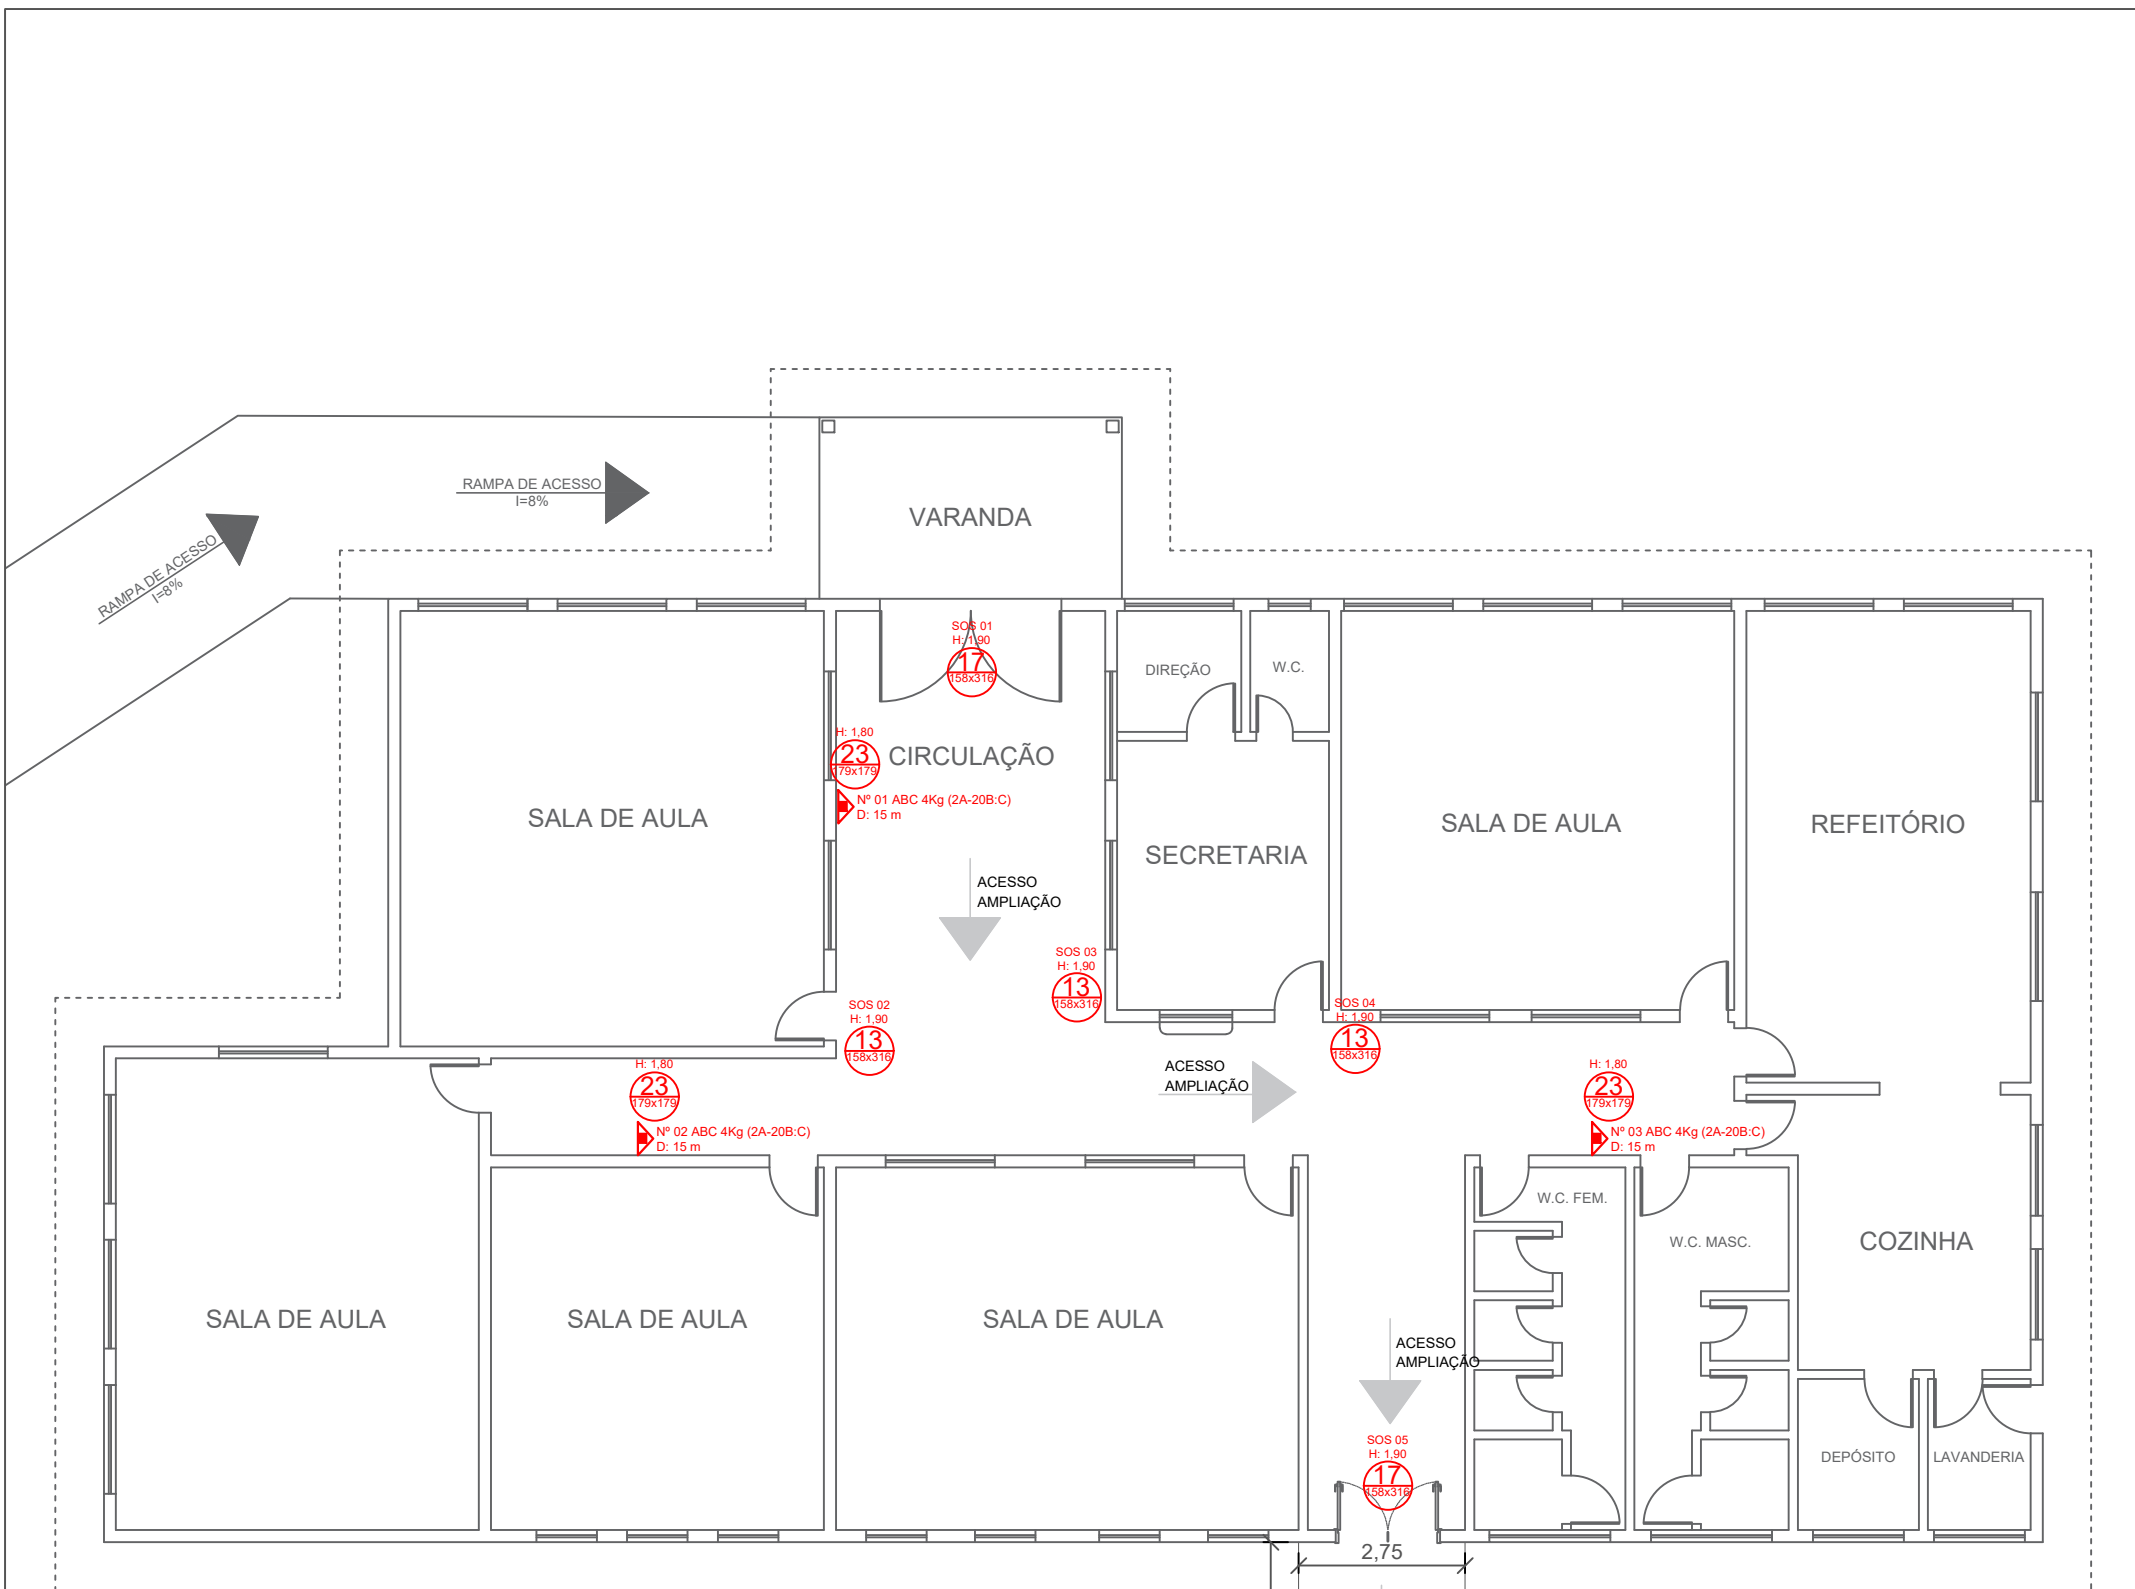 RAMPA DE ACESSO
I=8%
RAMPA DE ACESSO
I=8%
VARANDA
SOS 01
H: 1,90
17
158x316
DIREÇÃO
W.C.
H: 1,80
23
179x179
CIRCULAÇÃO
Nº 01 ABC 4Kg (2A-20B:C)
D: 15 m
SALA DE AULA
SECRETARIA
SALA DE AULA
REFEITÓRIO
ACESSO
AMPLIAÇÃO
SOS 03
H: 1,90
13
158x316
SOS 02
H: 1,90
13
158x316
SOS 04
H: 1,90
13
158x316
ACESSO
AMPLIAÇÃO
H: 1,80
23
179x179
Nº 02 ABC 4Kg (2A-20B:C)
D: 15 m
H: 1,80
23
179x179
Nº 03 ABC 4Kg (2A-20B:C)
D: 15 m
W.C. FEM.
W.C. MASC.
COZINHA
SALA DE AULA
SALA DE AULA
SALA DE AULA
ACESSO
AMPLIAÇÃO
SOS 05
H: 1,90
17
158x316
DEPÓSITO
LAVANDERIA
2,75